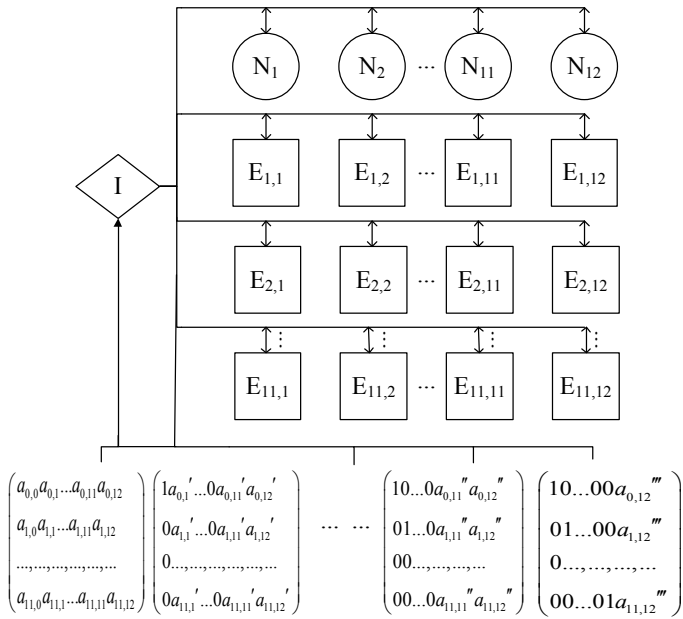 N1 N2 ... N11 N12
I
E1,1 E1,2 ... E1,11 E1,12
E2,1 E2,2 ... E2,11 E2,12
⋮ ⋮ ⋮ ⋮
E11,1 E11,2 ... E11,11 E11,12
a0,0a0,1...a0,11a0,12
a1,0a1,1...a1,11a1,12
...,...,...,...,...,...
a11,0a11,1...a11,11a11,12
1a0,1′...0a0,11′a0,12′
0a1,1′...0a1,11′a1,12′
0...,...,...,...,...
0a11,1′...0a11,11′a11,12′
... ...
10...0a0,11″a0,12″
01...0a1,11″a1,12″
00...,...,...,...
00...0a11,11″a11,12″
10...00a0,12‴
01...00a1,12‴
0...,...,...,...
00...01a11,12‴